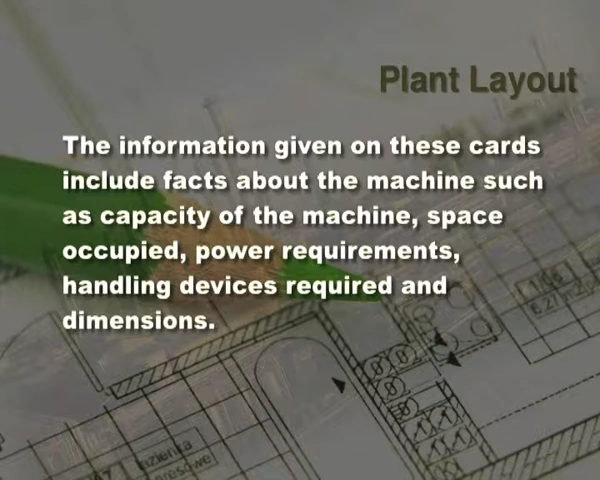 Plant Layout
The information given on these cards
include facts about the machine such
as capacity of the machine, space
occupied, power requirements,
handling devices required and
dimensions.